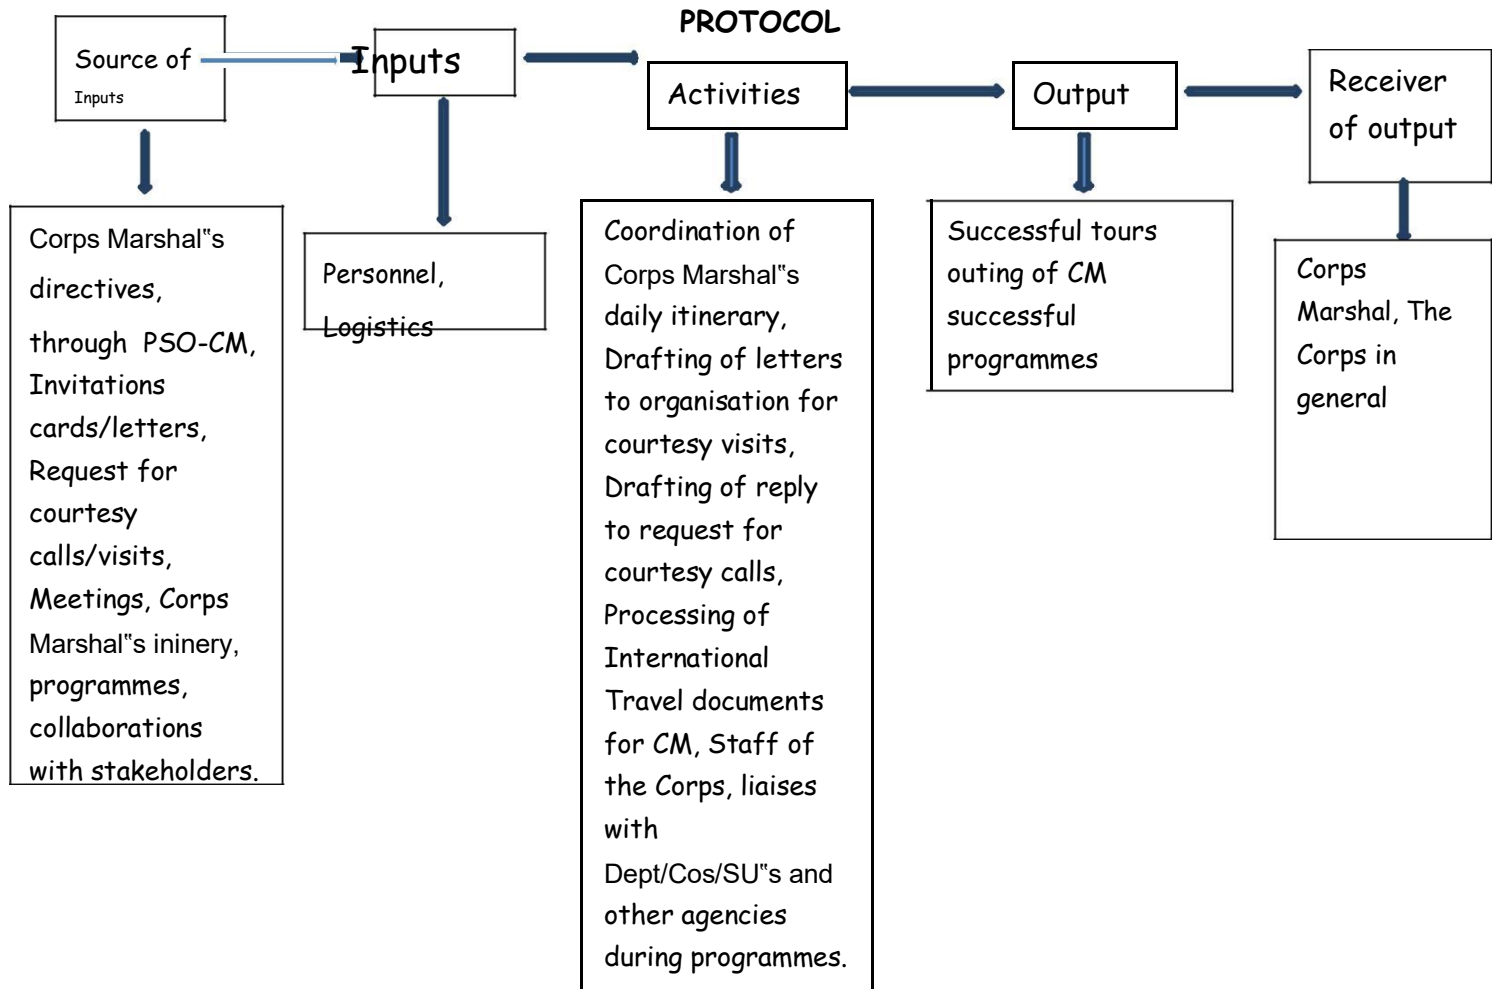 PROTOCOL
Source of
Inputs
Inputs
Activities
Output
Receiver
of output
Corps Marshal‟s
directives,
through PSO-CM,
Invitations
cards/letters,
Request for
courtesy
calls/visits,
Meetings, Corps
Marshal‟s ininery,
programmes,
collaborations
with stakeholders.
Personnel,
Logistics
Coordination of
Corps Marshal‟s
daily itinerary,
Drafting of letters
to organisation for
courtesy visits,
Drafting of reply
to request for
courtesy calls,
Processing of
International
Travel documents
for CM, Staff of
the Corps, liaises
with
Dept/Cos/SU‟s and
other agencies
during programmes.
Successful tours
outing of CM
successful
programmes
Corps
Marshal, The
Corps in
general